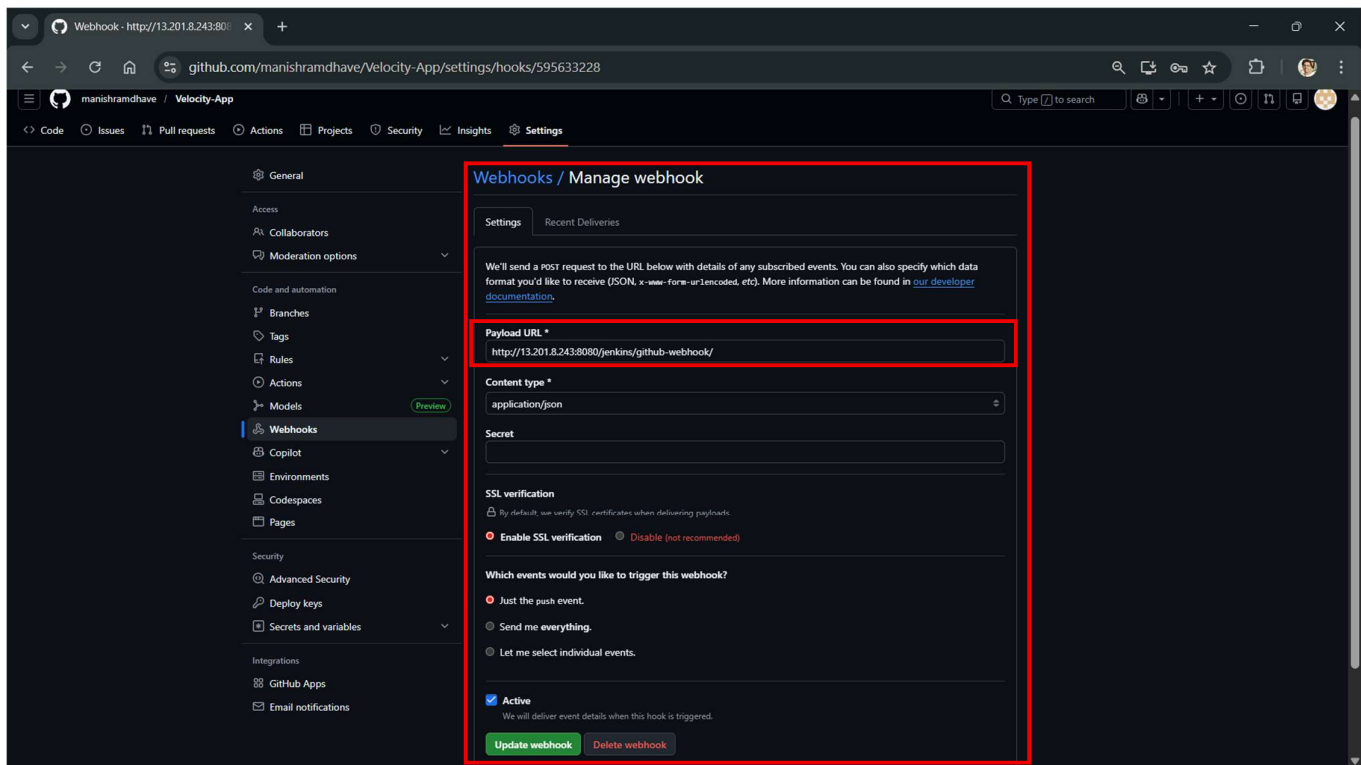 Webhook · http://13.201.8.243:808
github.com/manishramdhave/Velocity-App/settings/hooks/595633228
manishramdhave / Velocity-App
Type / to search
<> Code Issues Pull requests Actions Projects Security Insights Settings
General
Access
Collaborators
Moderation options
Code and automation
Branches
Tags
Rules
Actions
Models Preview
Webhooks
Copilot
Environments
Codespaces
Pages
Security
Advanced Security
Deploy keys
Secrets and variables
Integrations
GitHub Apps
Email notifications
Webhooks / Manage webhook
Settings Recent Deliveries
We'll send a POST request to the URL below with details of any subscribed events. You can also specify which data
format you'd like to receive (JSON, x-www-form-urlencoded, etc). More information can be found in our developer
documentation.
Payload URL *
http://13.201.8.243:8080/jenkins/github-webhook/
Content type *
application/json
Secret
SSL verification
By default, we verify SSL certificates when delivering payloads.
Enable SSL verification Disable (not recommended)
Which events would you like to trigger this webhook?
Just the push event.
Send me everything.
Let me select individual events.
Active
We will deliver event details when this hook is triggered.
Update webhook Delete webhook